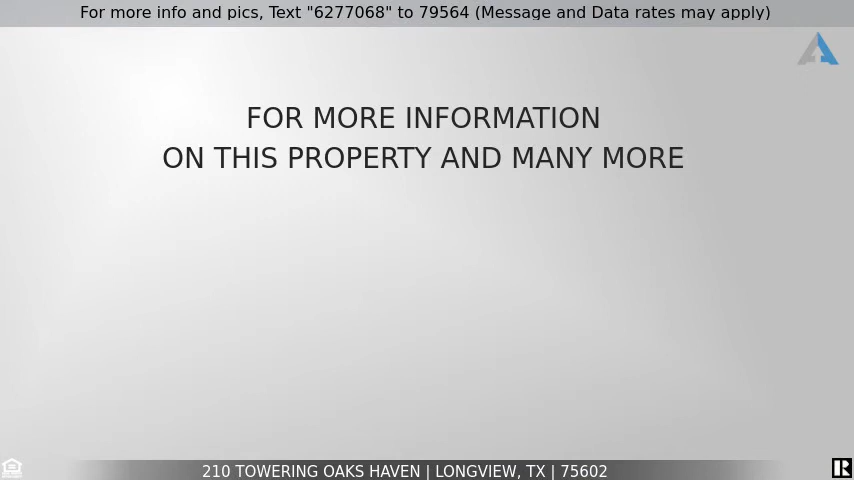 For more info and pics, Text "6277068" to 79564 (Message and Data rates may apply)
FOR MORE INFORMATION
ON THIS PROPERTY AND MANY MORE
210 TOWERING OAKS HAVEN | LONGVIEW, TX | 75602